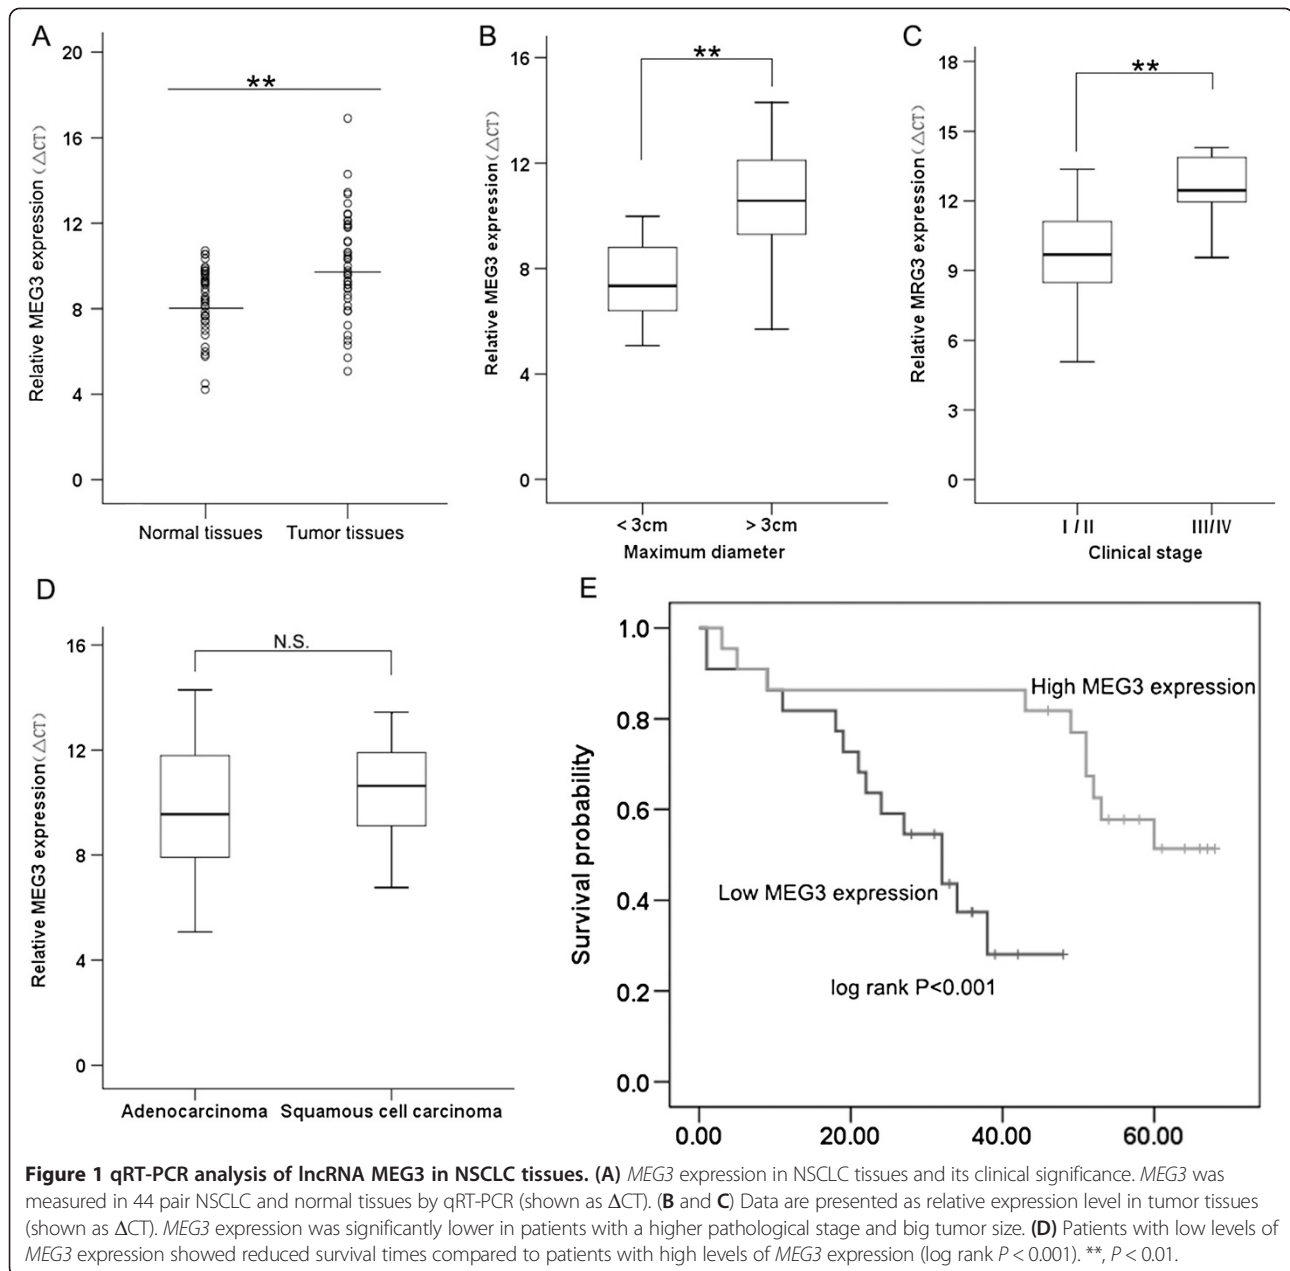 A
20
16
12
8
4
0
Relative MEG3 expression (△CT)
**
Normal tissues
Tumor tissues
B
16
12
8
4
0
Relative MEG3 expression(△CT)
**
< 3cm
> 3cm
Maximum diameter
C
18
15
12
9
6
3
0
Relative MRG3 expression(△CT)
**
I / II
III/IV
Clinical stage
D
16
12
8
4
0
Relative MEG3 expression(△CT)
N.S.
Adenocarcinoma
Squamous cell carcinoma
E
1.0
0.8
0.6
0.4
0.2
0.0
Survival probability
High MEG3 expression
Low MEG3 expression
log rank P<0.001
0.00
20.00
40.00
60.00
Figure 1 qRT-PCR analysis of lncRNA MEG3 in NSCLC tissues. (A) MEG3 expression in NSCLC tissues and its clinical significance. MEG3 was
measured in 44 pair NSCLC and normal tissues by qRT-PCR (shown as ΔCT). (B and C) Data are presented as relative expression level in tumor tissues
(shown as ΔCT). MEG3 expression was significantly lower in patients with a higher pathological stage and big tumor size. (D) Patients with low levels of
MEG3 expression showed reduced survival times compared to patients with high levels of MEG3 expression (log rank P < 0.001). **, P < 0.01.